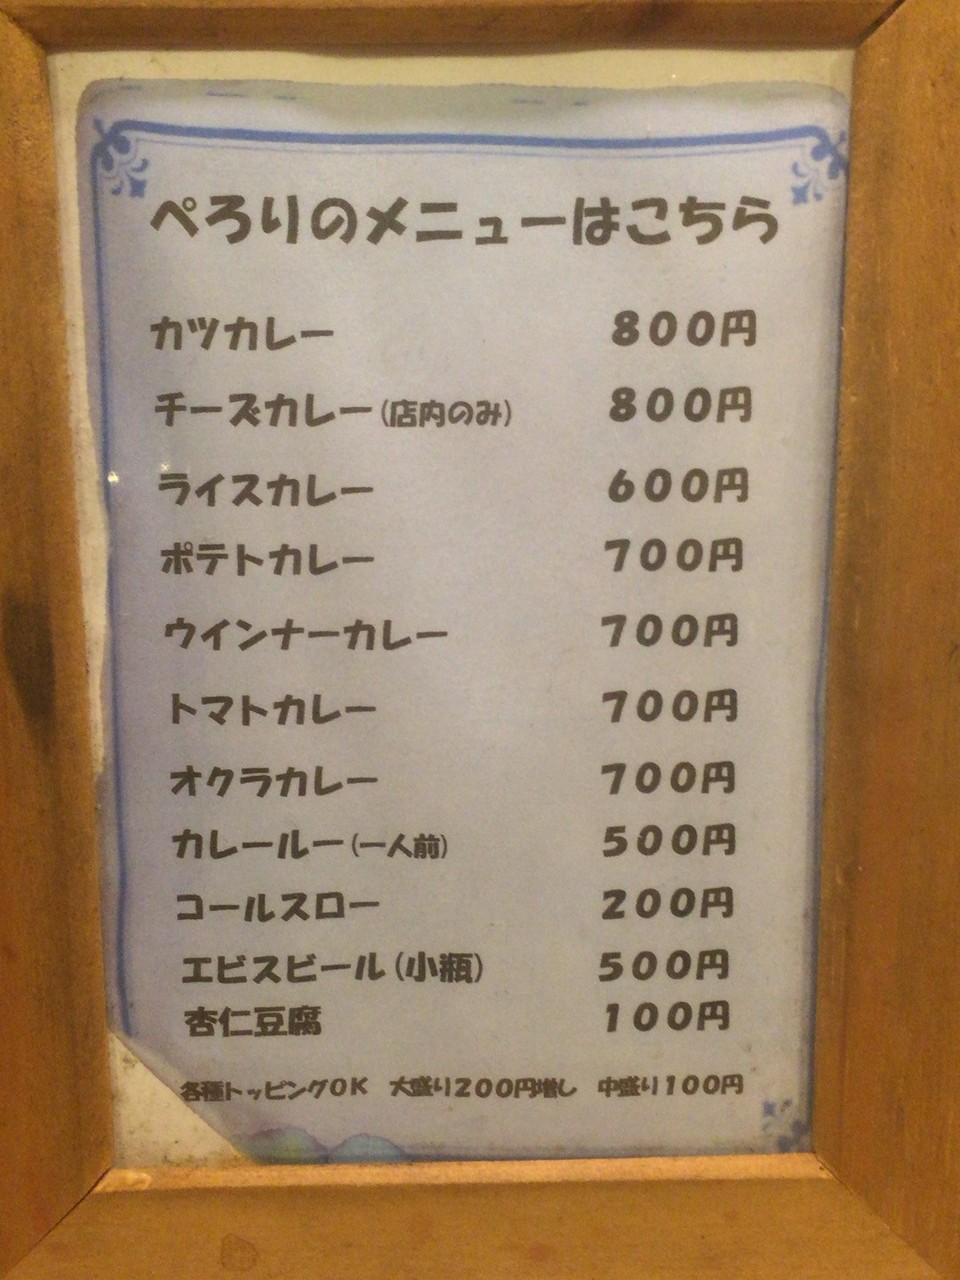 ぺろりのメニューはこちら
カツカレー 800円
チーズカレー(店内のみ) 800円
ライスカレー 600円
ポテトカレー 700円
ウインナーカレー 700円
トマトカレー 700円
オクラカレー 700円
カレールー(一人前) 500円
コールスロー 200円
エビスビール(小瓶) 500円
杏仁豆腐 100円
各種トッピングOK 大盛り200円増し 中盛り100円